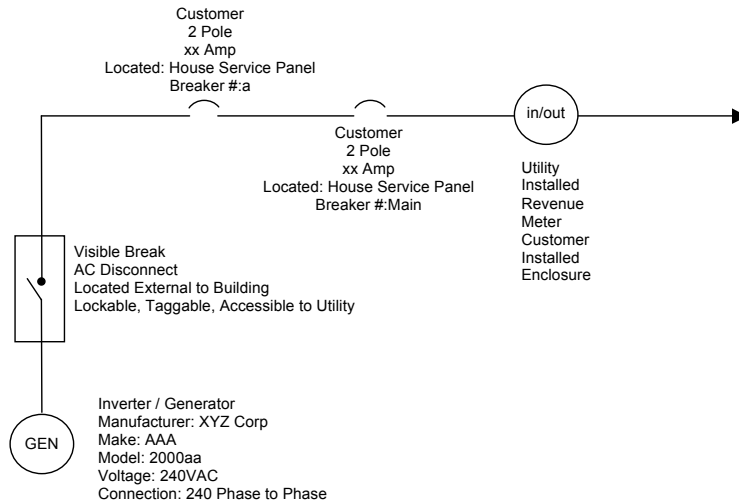 Customer
2 Pole
xx Amp
Located: House Service Panel
Breaker #:a
in/out
Customer
2 Pole
xx Amp
Located: House Service Panel
Breaker #:Main
Utility
Installed
Revenue
Meter
Customer
Installed
Enclosure
Visible Break
AC Disconnect
Located External to Building
Lockable, Taggable, Accessible to Utility
GEN
Inverter / Generator
Manufacturer: XYZ Corp
Make: AAA
Model: 2000aa
Voltage: 240VAC
Connection: 240 Phase to Phase